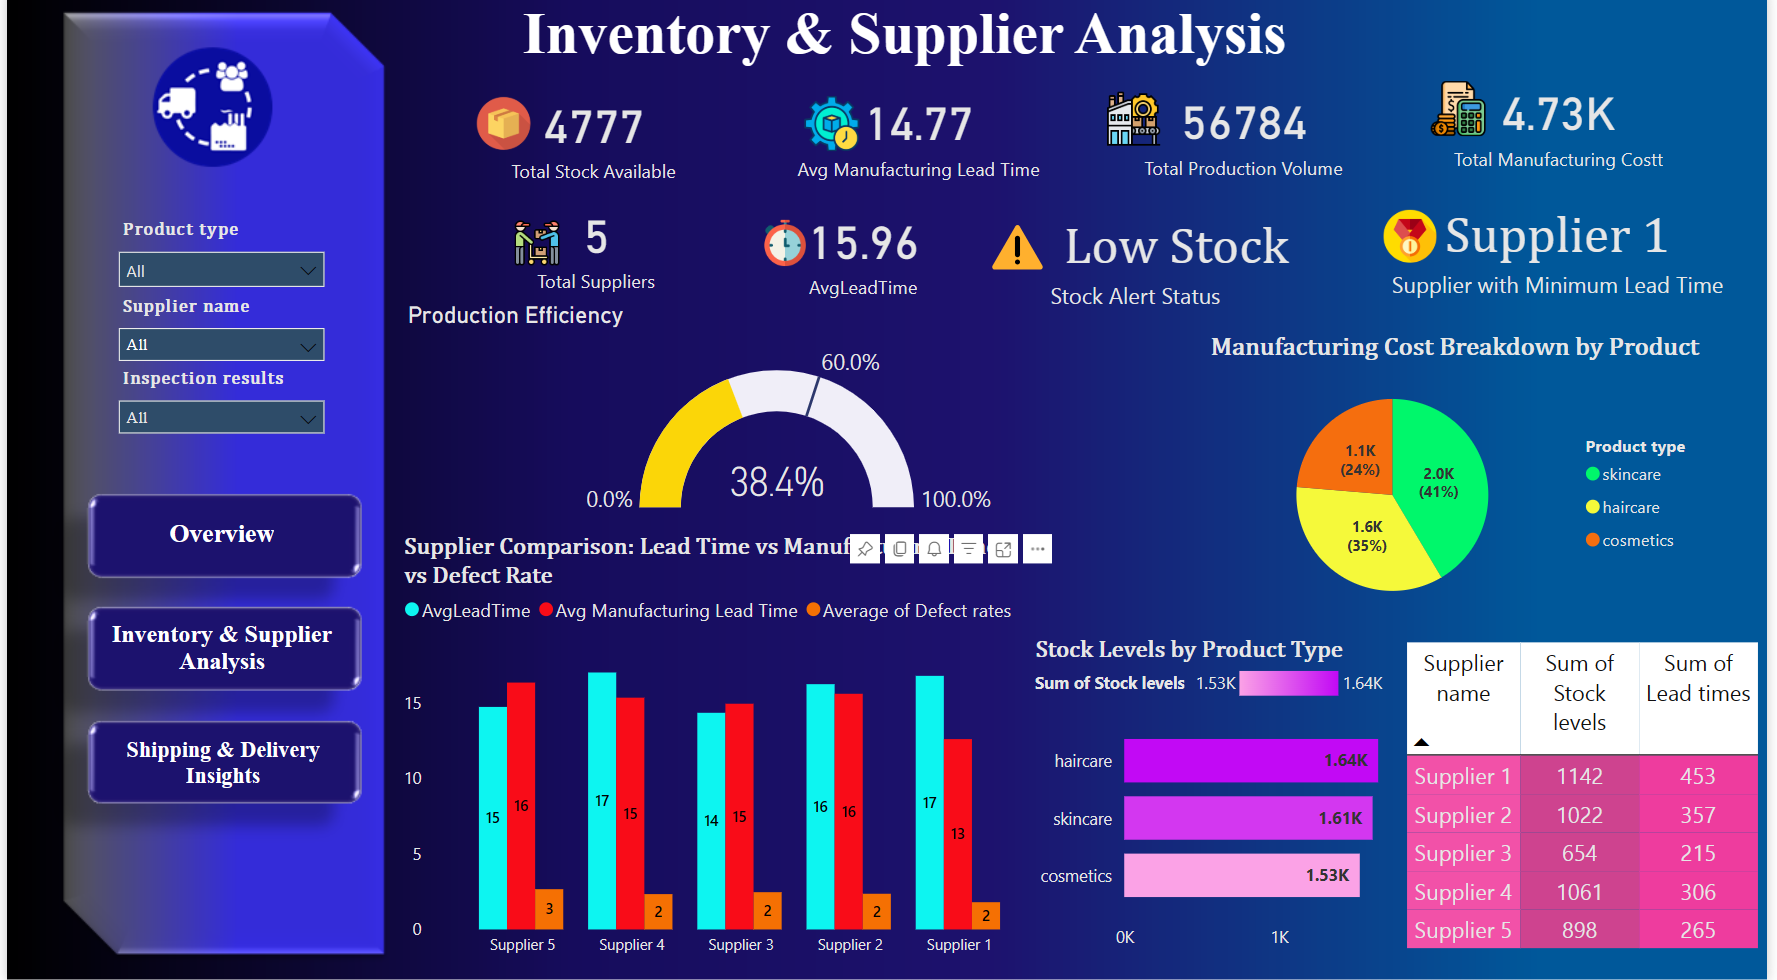 Inventory & Supplier Analysis
4777
Total Stock Available
14.77
Avg Manufacturing Lead Time
56784
Total Production Volume
4.73K
Total Manufacturing Costt
5
Total Suppliers
15.96
AvgLeadTime
Low Stock
Stock Alert Status
Supplier 1
Supplier with Minimum Lead Time
Product type
All
Supplier name
All
Inspection results
All
Overview
Inventory & Supplier
Analysis
Shipping & Delivery
Insights
Production Efficiency
60.0%
38.4%
0.0%
100.0%
Manufacturing Cost Breakdown by Product
1.1K
(24%)
2.0K
(41%)
1.6K
(35%)
Product type
skincare
haircare
cosmetics
Supplier Comparison: Lead Time vs
vs Defect Rate
AvgLeadTime Avg Manufacturing Lead Time Average of Defect rates
15
10
5
0
15 16 3
17 15 2
14 15 2
16 16 2
17 13 2
Supplier 5 Supplier 4 Supplier 3 Supplier 2 Supplier 1
Stock Levels by Product Type
Sum of Stock levels 1.53K 1.64K
haircare 1.64K
skincare 1.61K
cosmetics 1.53K
0K 1K
Supplier name Sum of Stock levels Sum of Lead times
Supplier 1 1142 453
Supplier 2 1022 357
Supplier 3 654 215
Supplier 4 1061 306
Supplier 5 898 265